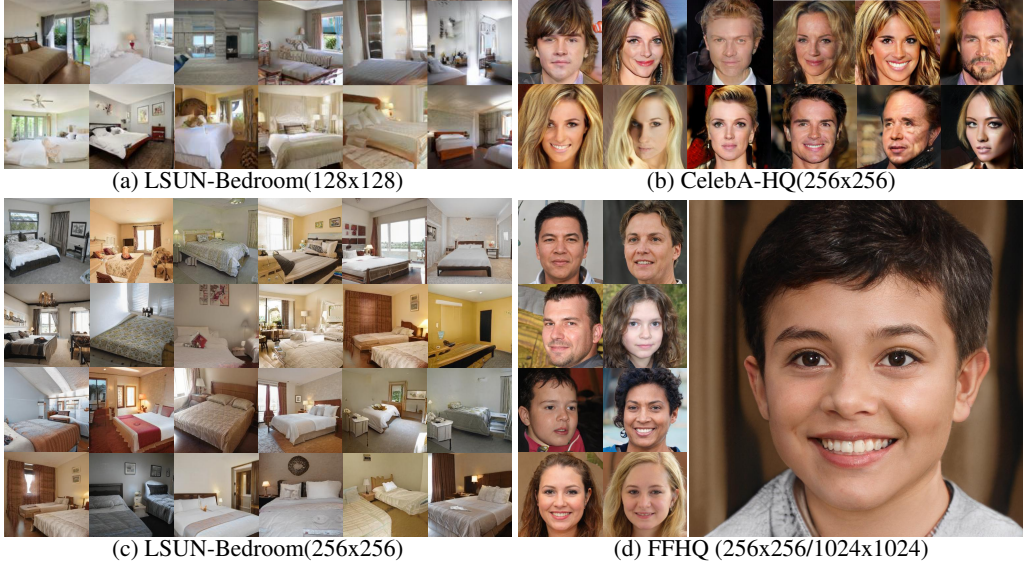 (a) LSUN-Bedroom(128x128)
(b) CelebA-HQ(256x256)
(c) LSUN-Bedroom(256x256)
(d) FFHQ (256x256/1024x1024)